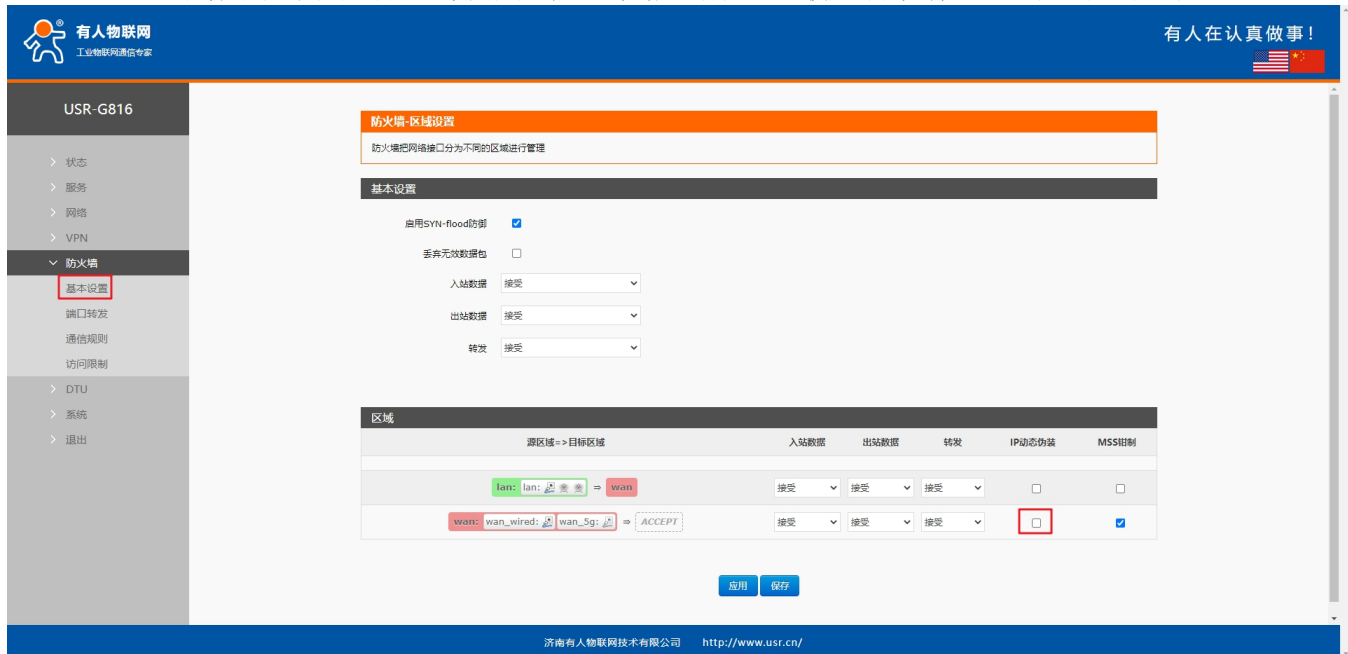 有人物联网
工业物联网通信专家
有人在认真做事!
USR-G816
状态
服务
网络
VPN
防火墙
基本设置
端口转发
通信规则
访问限制
DTU
系统
退出
防火墙-区域设置
防火墙把网络接口分为不同的区域进行管理
基本设置
启用SYN-flood防御
丢弃无效数据包
入站数据 接受
出站数据 接受
转发 接受
区域
源区域=>目标区域 入站数据 出站数据 转发 IP动态伪装 MSS钳制
lan: lan: ⇒ wan 接受 接受 接受
wan: wan_wired: wan_5g: ⇒ ACCEPT 接受 接受 接受
应用 保存
济南有人物联网技术有限公司 http://www.usr.cn/